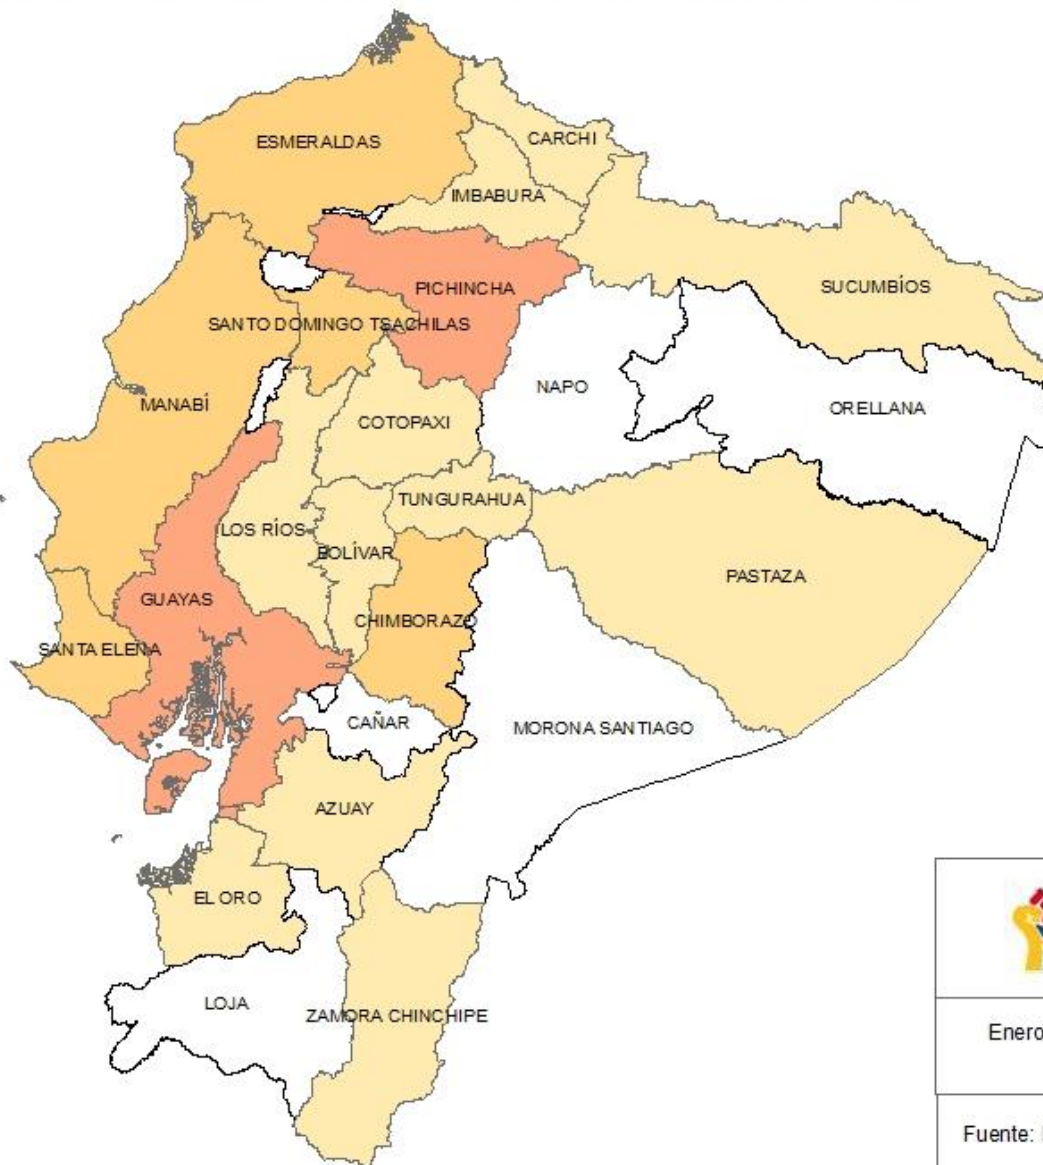 ESMERALDAS
CARCHI
IMBABURA
PICHINCHA
SUCUMBÍOS
SANTO DOMINGO TSACHILAS
NAPO
MANABÍ
ORELLANA
COTOPAXI
TUNGURAHUA
LOS RÍOS
BOLÍVAR
PASTAZA
GUAYAS
CHIMBORAZO
SANTA ELENA
CAÑAR
MORONA SANTIAGO
AZUAY
EL ORO
LOJA
ZAMORA CHINCHIPE
Enero
Fuente: